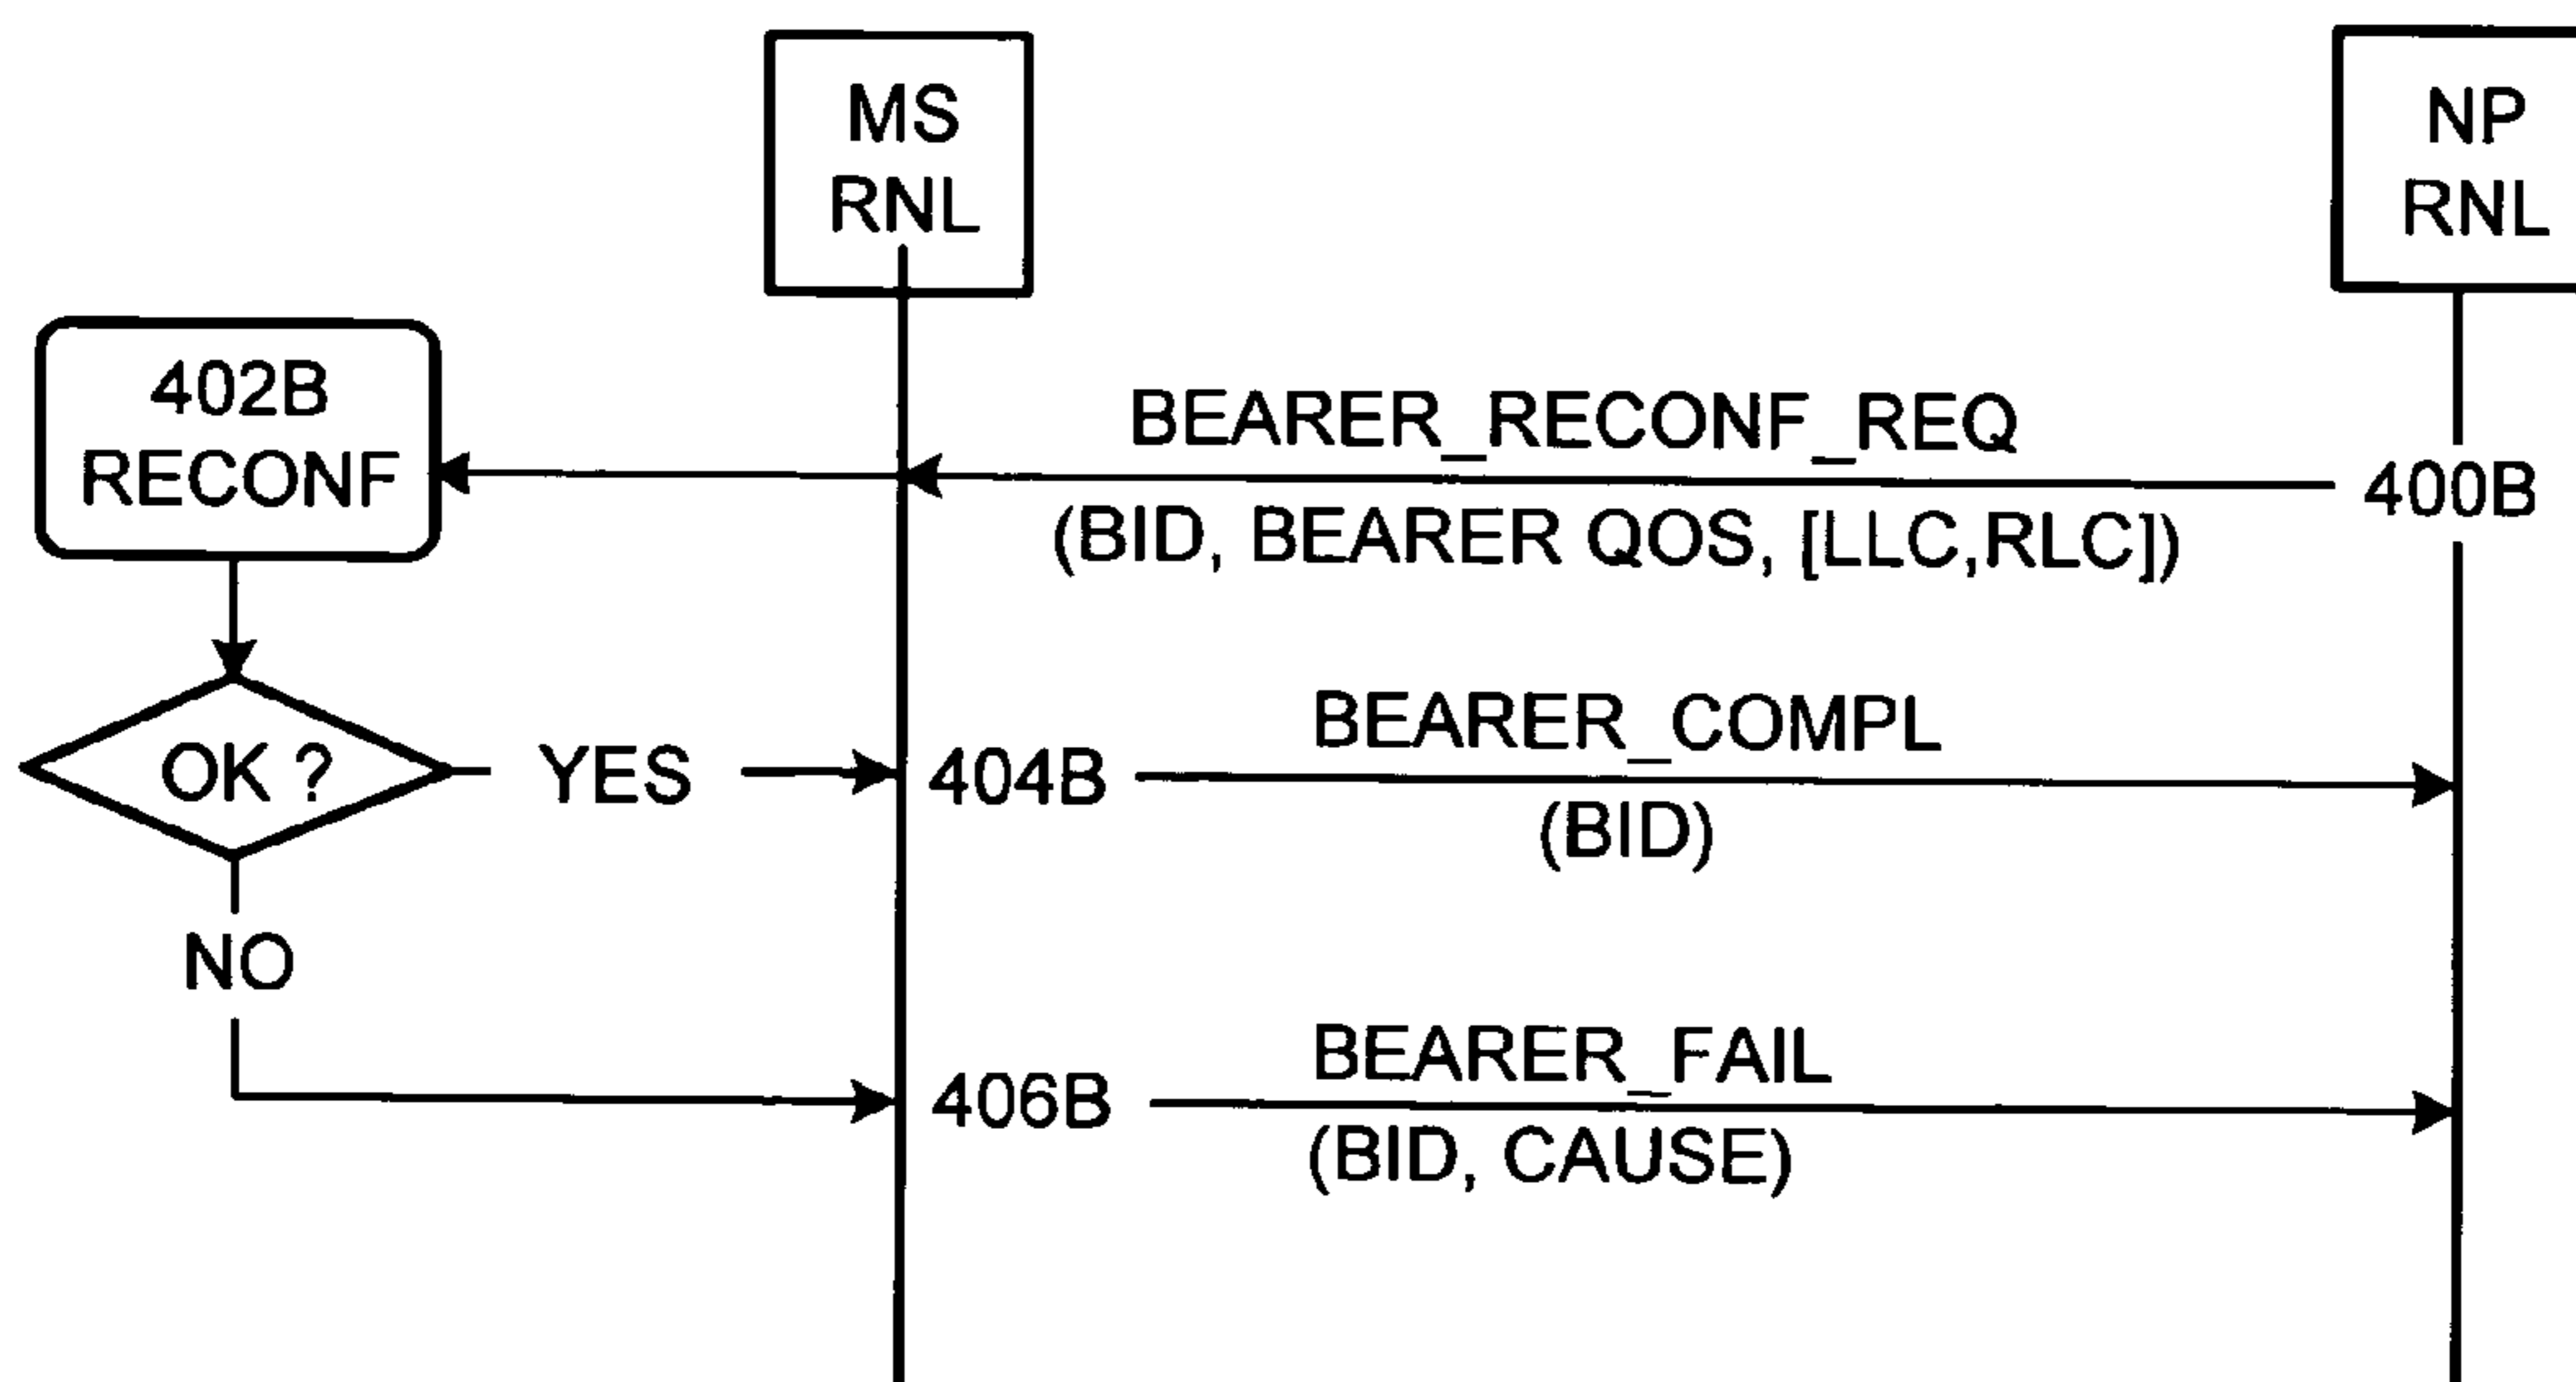 MS
RNL
NP
RNL
402B
RECONF
BEARER_RECONF_REQ
(BID, BEARER QOS, [LLC,RLC])
400B
OK ?
YES
404B
BEARER_COMPL
(BID)
NO
406B
BEARER_FAIL
(BID, CAUSE)